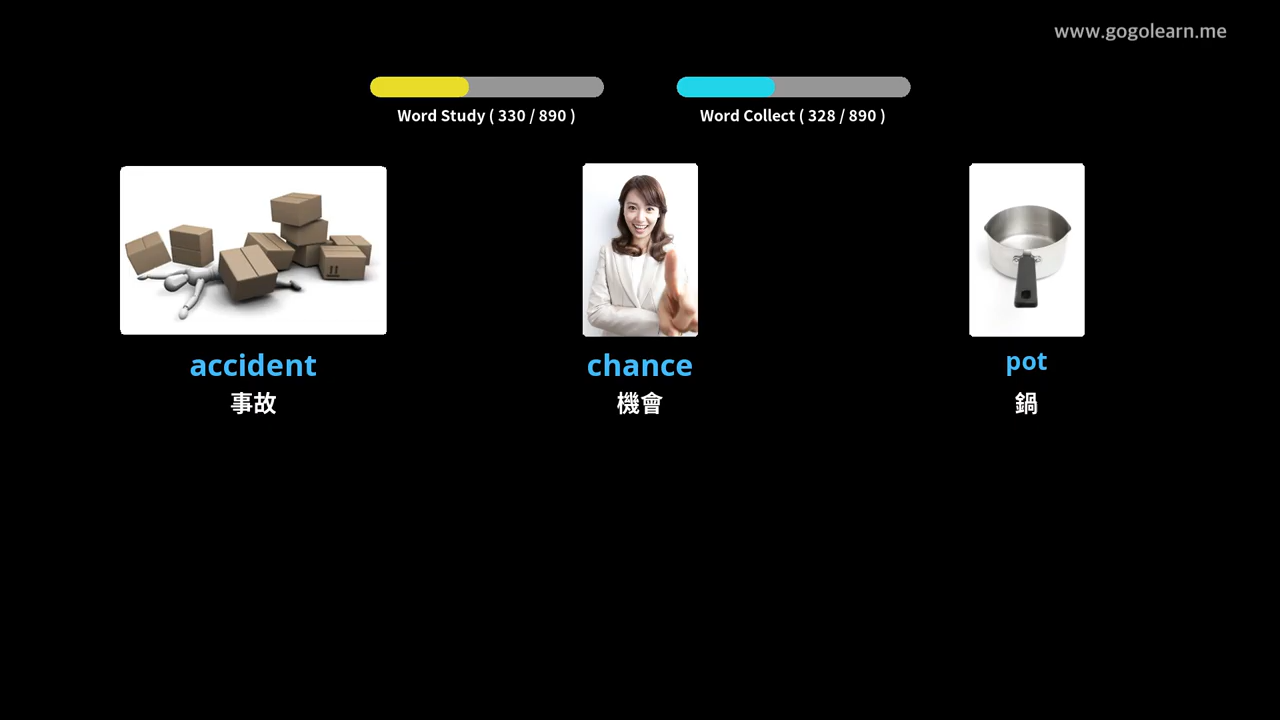 www.gogolearn.me
Word Study ( 330 / 890 )
Word Collect ( 328 / 890 )
accident
事故
chance
機會
pot
鍋